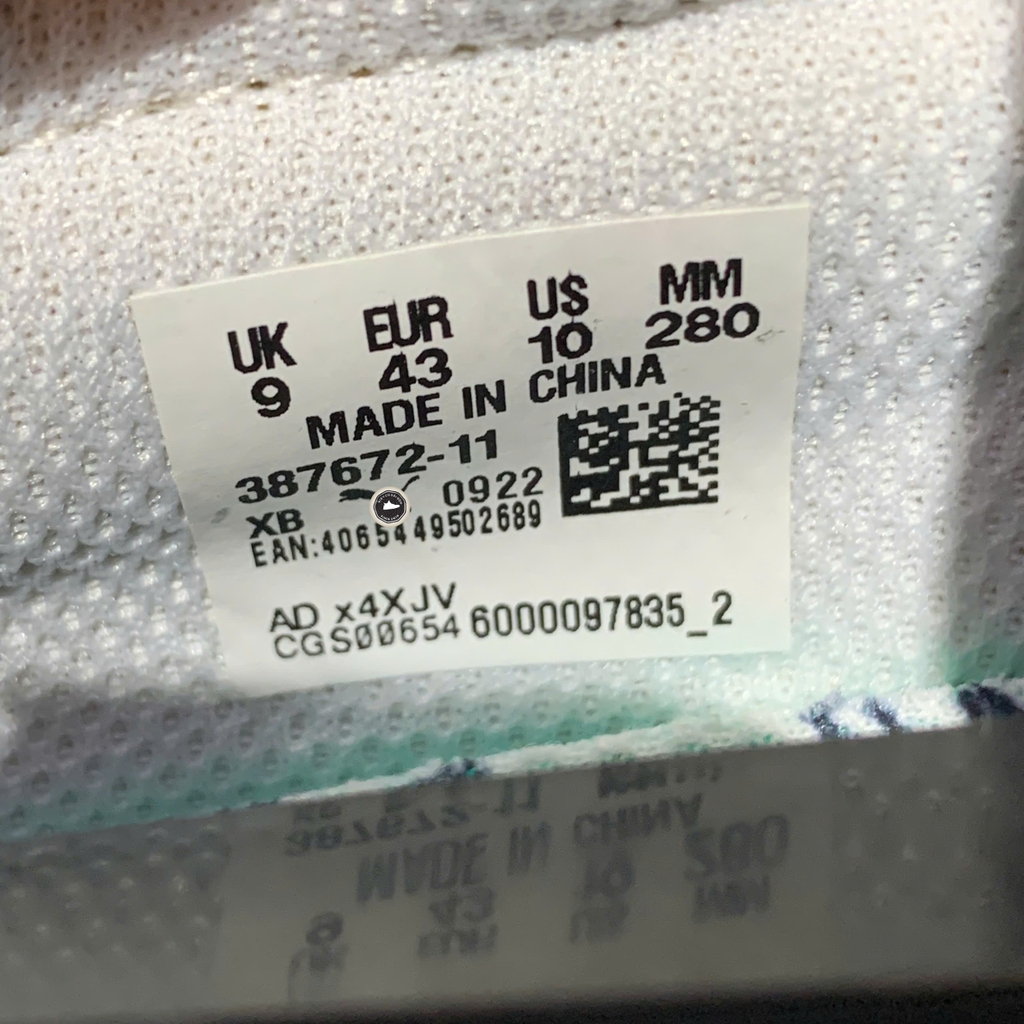 UK EUR US MM
9 43 10 280
MADE IN CHINA
387672-11
XB 0922
EAN:4065449502689
AD x4XJV
CGS00654 6000097835_2